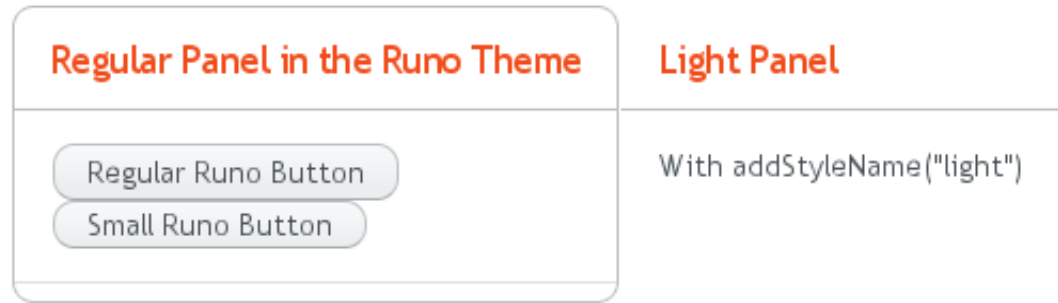 Regular Panel in the Runo Theme
Regular Runo Button
Small Runo Button
Light Panel
With addStyleName("light")